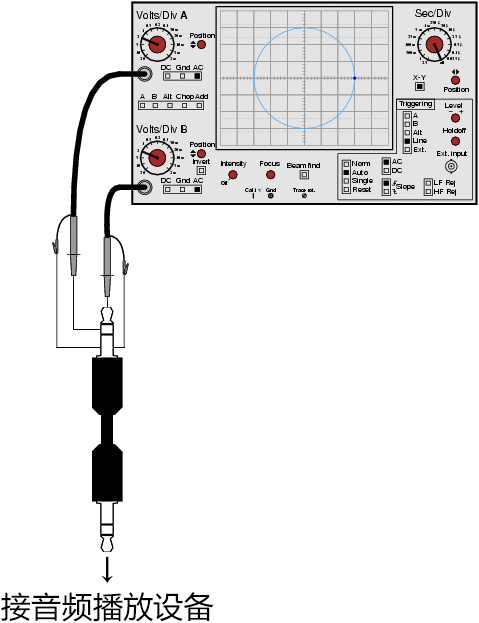 Volts/Div A
Position
DC Gnd AC
A B Alt Chop Add
Volts/Div B
Position
Invert
DC Gnd AC
Intensity
Off
Focus
Beam find
Cal 1 V Gnd
Trace rot.
Sec/Div
X-Y
Position
Triggering
A
B
Alt
Line
Ext.
Level
- +
Holdoff
Ext. input
Norm
Auto
Single
Reset
AC
DC
Slope
LF Rej
HF Rej
接音频播放设备